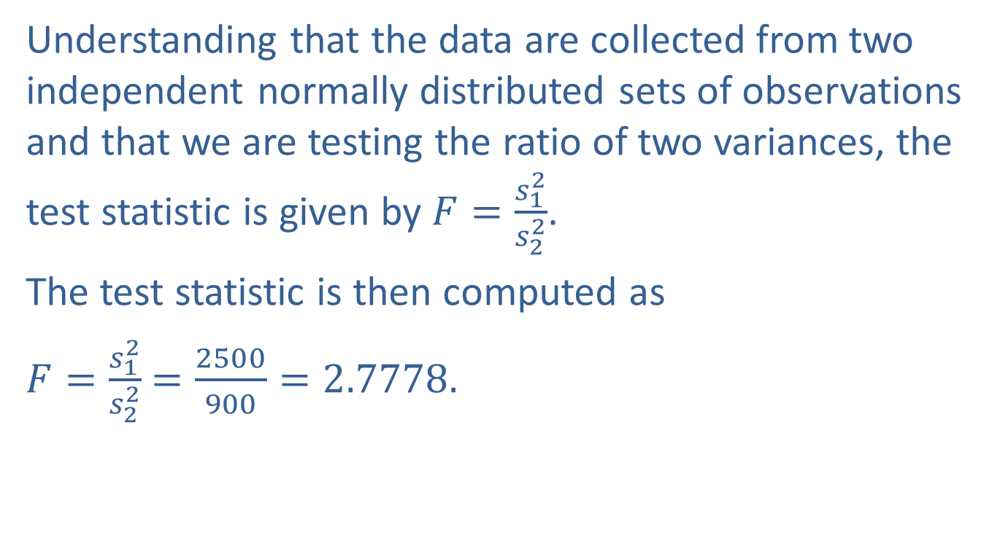 Understanding that the data are collected from two
independent normally distributed sets of observations
and that we are testing the ratio of two variances, the
test statistic is given by $F = \frac{s_1^2}{s_2^2}$.
The test statistic is then computed as
$F = \frac{s_1^2}{s_2^2} = \frac{2500}{900} = 2.7778.$